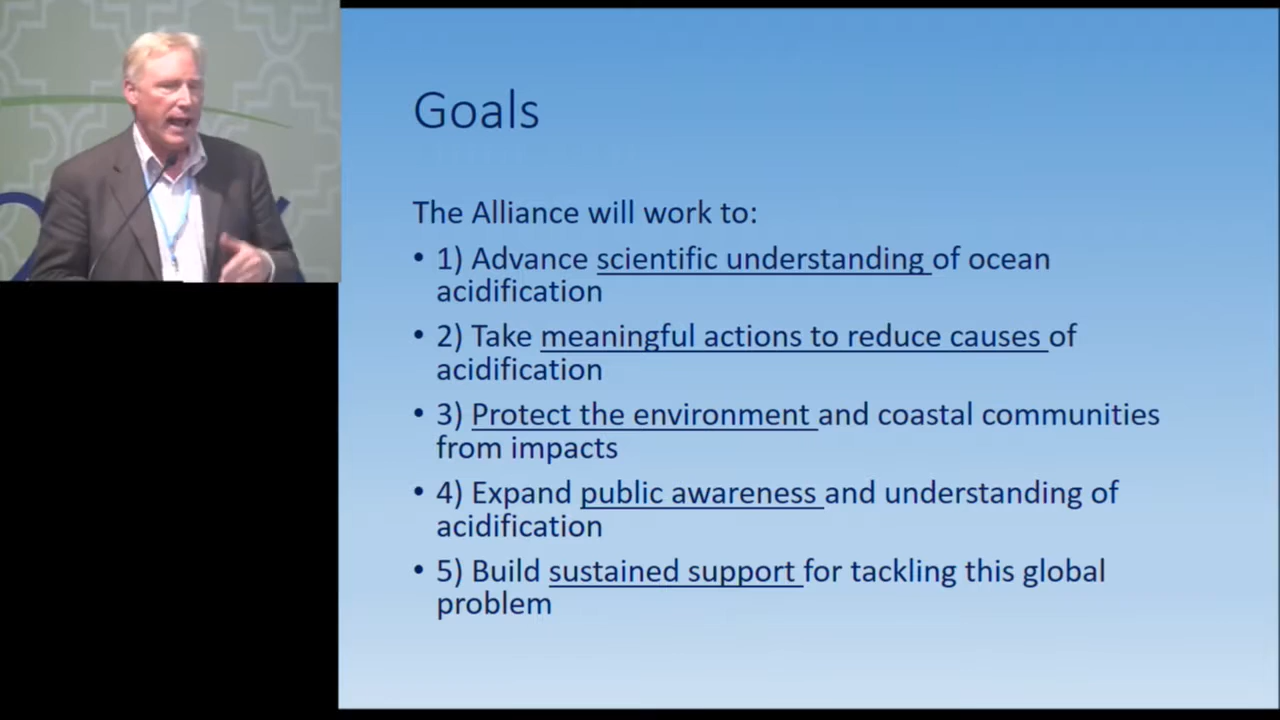 Goals
The Alliance will work to:
• 1) Advance scientific understanding of ocean
acidification
• 2) Take meaningful actions to reduce causes of
acidification
• 3) Protect the environment and coastal communities
from impacts
• 4) Expand public awareness and understanding of
acidification
• 5) Build sustained support for tackling this global
problem